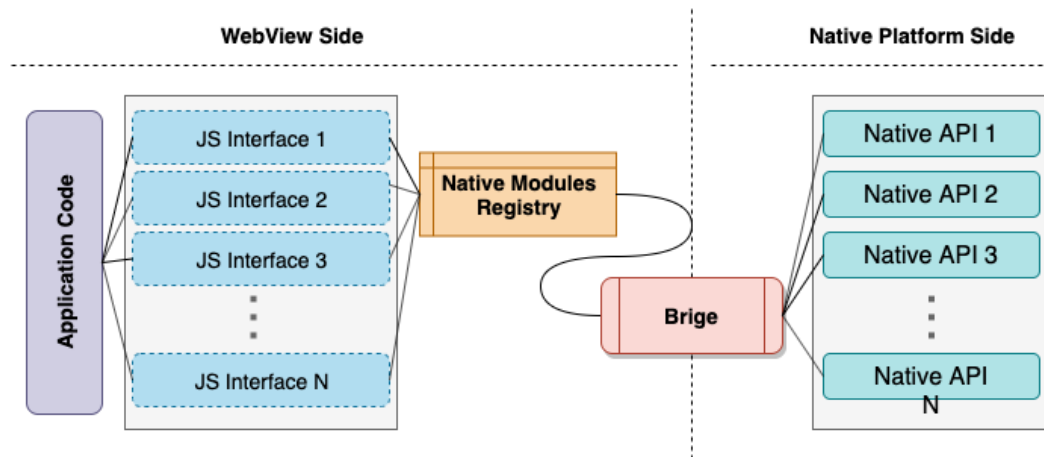 WebView Side
Native Platform Side
Application Code
JS Interface 1
JS Interface 2
JS Interface 3
JS Interface N
Native Modules
Registry
Brige
Native API 1
Native API 2
Native API 3
Native API
N